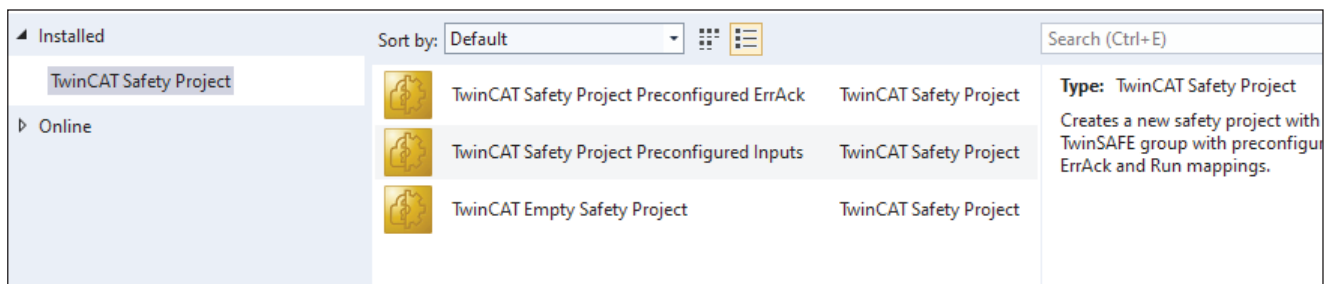 Installed
TwinCAT Safety Project
Online
Sort by: Default
Search (Ctrl+E)
TwinCAT Safety Project Preconfigured ErrAck TwinCAT Safety Project
TwinCAT Safety Project Preconfigured Inputs TwinCAT Safety Project
TwinCAT Empty Safety Project TwinCAT Safety Project
Type: TwinCAT Safety Project
Creates a new safety project with
TwinSAFE group with preconfigur
ErrAck and Run mappings.